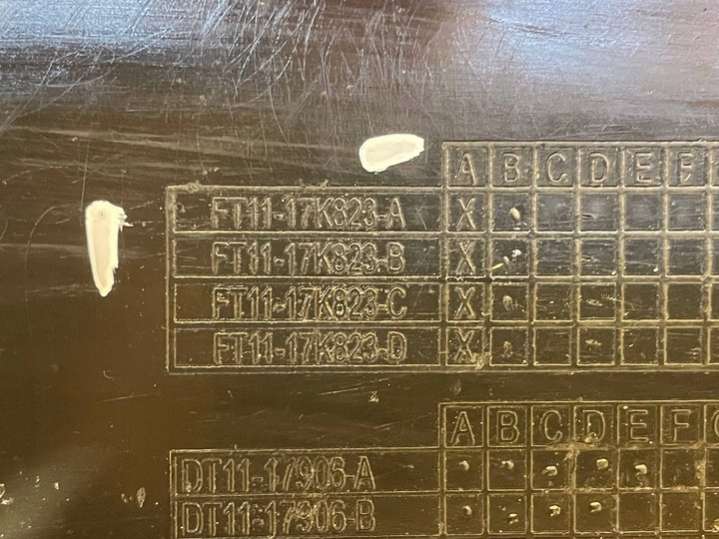 A B C D E F
FT11-17K823-A X
FT11-17K823-B X
FT11-17K823-C X
FT11-17K823-D X
A B C D E F
DT11-17906-A
DT11-17906-B